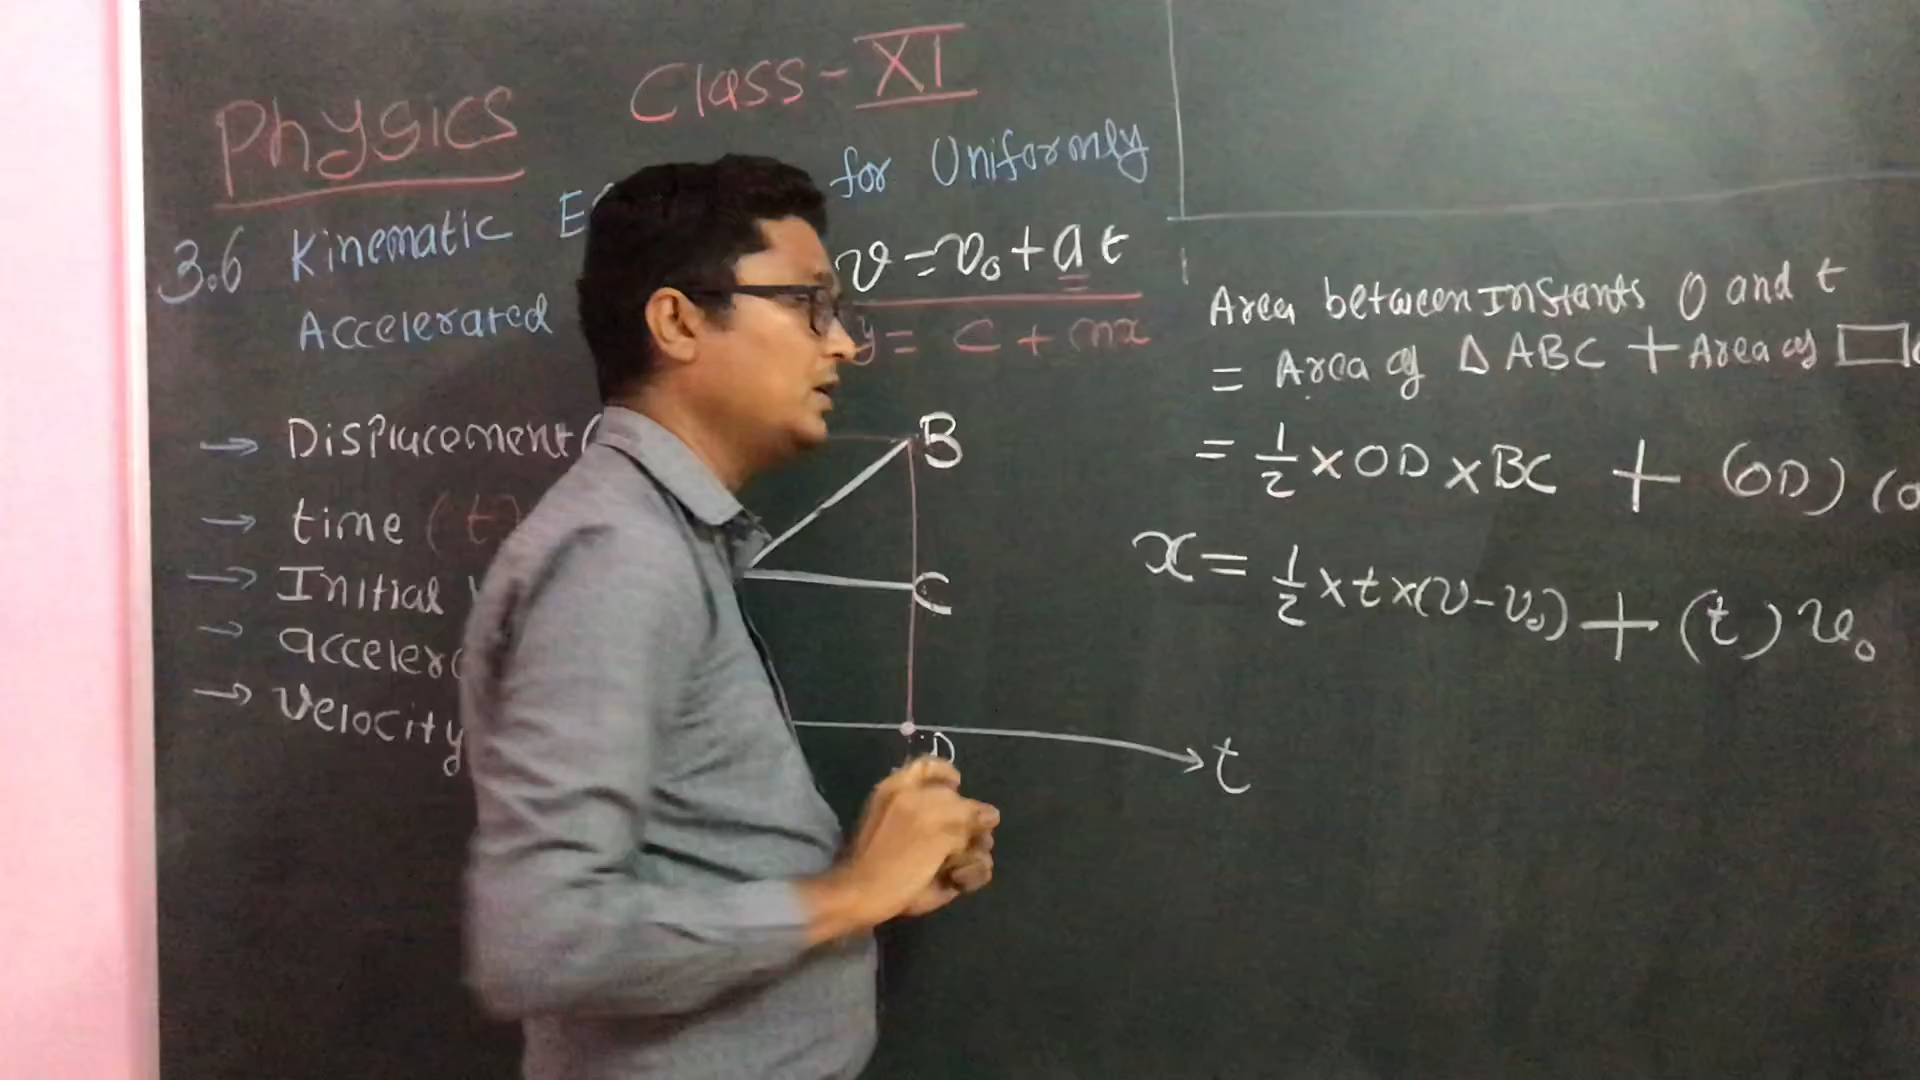 Physics Class-XI
3.6 Kinematic for Uniformly
Accelerated
v=v₀+at
y= c + mx
→ Displacement(
→ time (t)
→ Initial
→
→ velocity
B
C
D
t
Area between Instants 0 and t
= Area of Δ ABC + Area of ▭
= 1/2 × OD × BC + (OD) (
x= 1/2 × t × (v-v₀) + (t) v₀